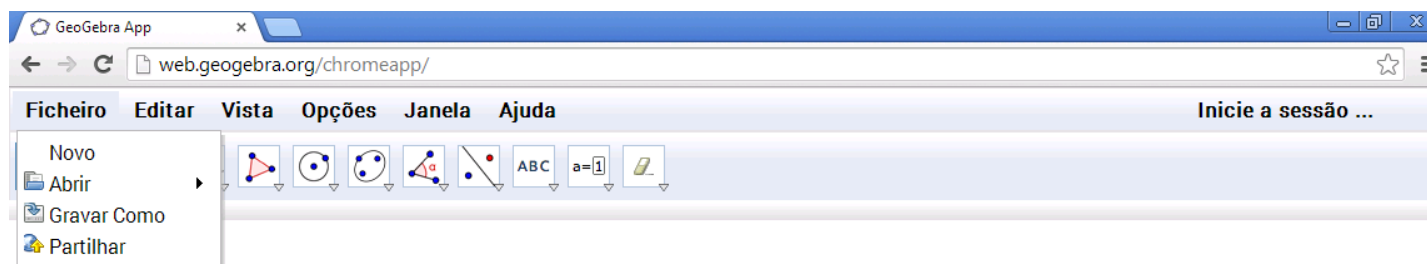 GeoGebra App
web.geogebra.org/chromeapp/
Ficheiro Editar Vista Opções Janela Ajuda Inicie a sessão ...
Novo
ABC a=1
Abrir
Gravar Como
Partilhar